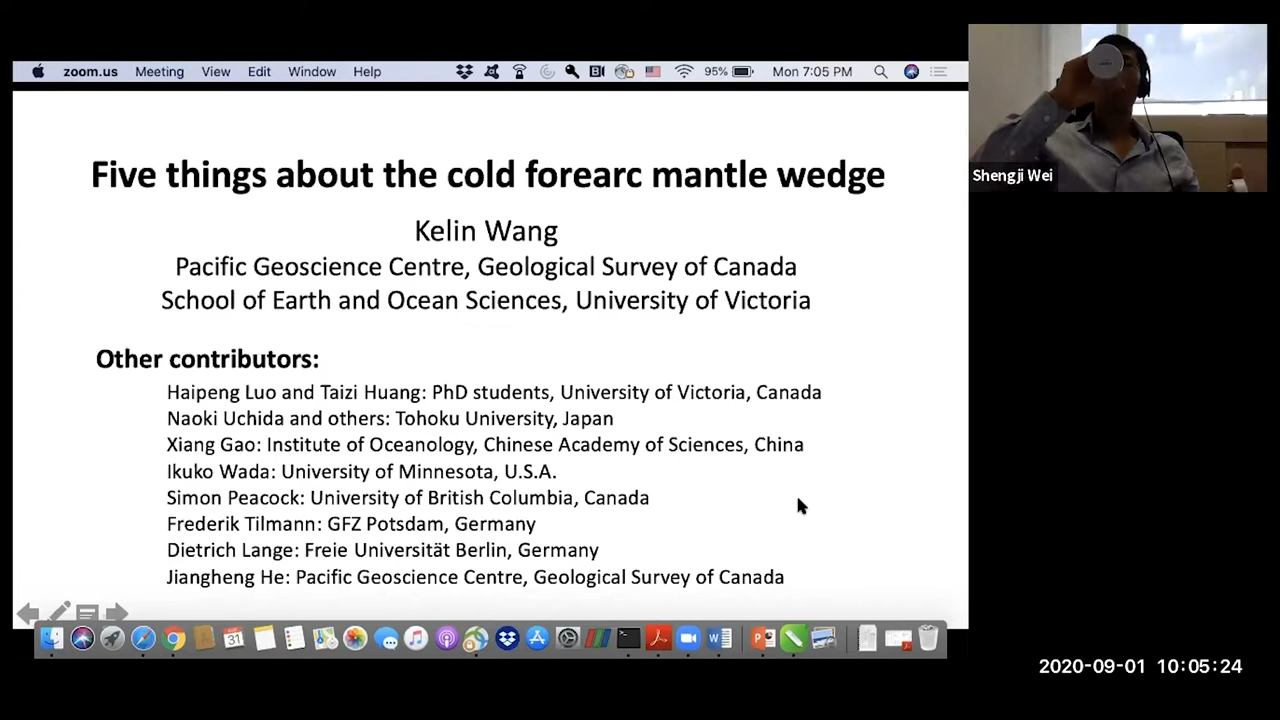 zoom.us Meeting View Edit Window Help 95% Mon 7:05 PM
Shengji Wei
Five things about the cold forearc mantle wedge
Kelin Wang
Pacific Geoscience Centre, Geological Survey of Canada
School of Earth and Ocean Sciences, University of Victoria
Other contributors:
Haipeng Luo and Taizi Huang: PhD students, University of Victoria, Canada
Naoki Uchida and others: Tohoku University, Japan
Xiang Gao: Institute of Oceanology, Chinese Academy of Sciences, China
Ikuko Wada: University of Minnesota, U.S.A.
Simon Peacock: University of British Columbia, Canada
Frederik Tilmann: GFZ Potsdam, Germany
Dietrich Lange: Freie Universität Berlin, Germany
Jiangheng He: Pacific Geoscience Centre, Geological Survey of Canada
31
2020-09-01 10:05:24